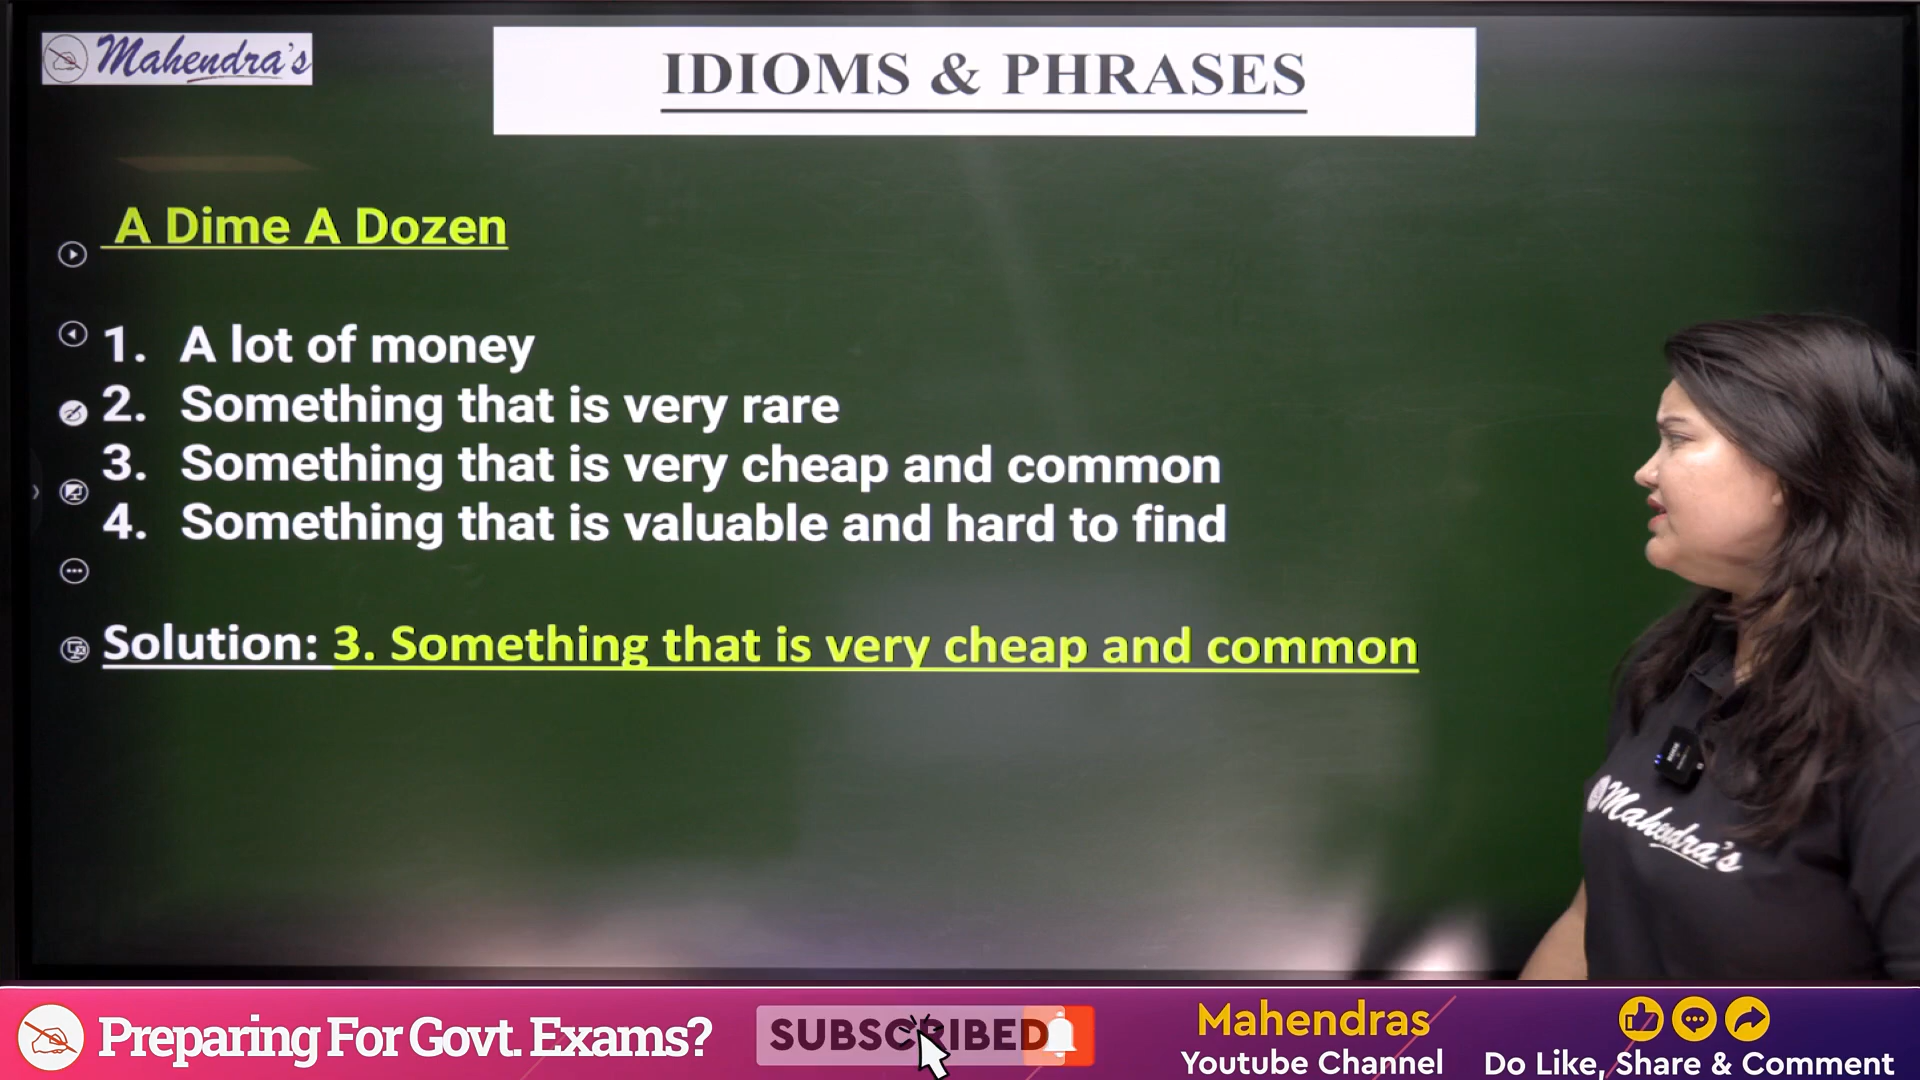 Mahendra's
IDIOMS & PHRASES
A Dime A Dozen
1. A lot of money
2. Something that is very rare
3. Something that is very cheap and common
4. Something that is valuable and hard to find
Solution: 3. Something that is very cheap and common
Mahendra's
Preparing For Govt. Exams?
SUBSCRIBED
Mahendras
Youtube Channel
Do Like, Share & Comment